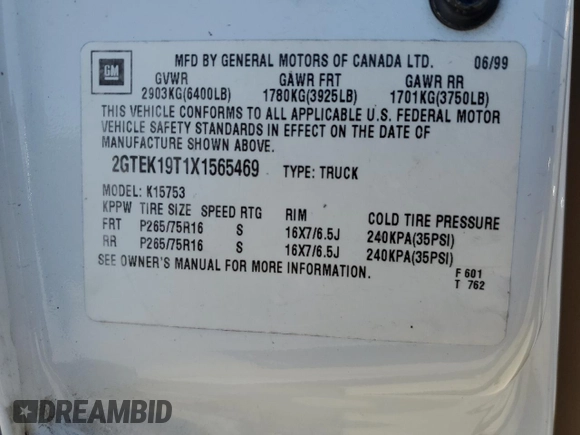 GM
MFD BY GENERAL MOTORS OF CANADA LTD. 06/99
GVWR GAWR FRT GAWR RR
2903KG(6400LB) 1780KG(3925LB) 1701KG(3750LB)
THIS VEHICLE CONFORMS TO ALL APPLICABLE U.S. FEDERAL MOTOR
VEHICLE SAFETY STANDARDS IN EFFECT ON THE DATE OF
MANUFACTURE SHOWN ABOVE.
2GTEK19T1X1565469 TYPE: TRUCK
MODEL: K15753
KPPW TIRE SIZE SPEED RTG RIM COLD TIRE PRESSURE
FRT P265/75R16 S 16X7/6.5J 240KPA(35PSI)
RR P265/75R16 S 16X7/6.5J 240KPA(35PSI)
SEE OWNER'S MANUAL FOR MORE INFORMATION.
F 601
T 762
DREAMBID